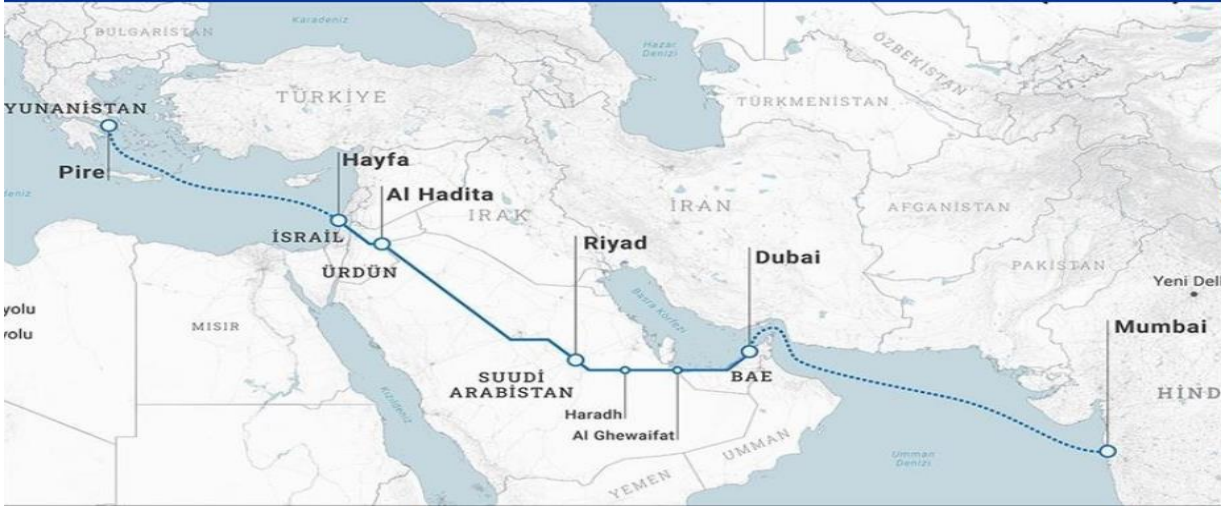 Karadeniz
BULGARİSTAN
Hazar
Denizi
ÖZBEKİSTAN
TÜRKİYE
TÜRKMENİSTAN
YUNANİSTAN
Pire
Hayfa
Al Hadita
deniz
IRAK
İRAN
AFGANİSTAN
İSRAİL
ÜRDÜN
Riyad
Dubai
PAKİSTAN
Yeni Del
Basra Körfezi
yolu
yolu
MISIR
Mumbai
SUUDİ
ARABİSTAN
BAE
HİND
Kızıldeniz
Haradh
Al Ghewaifat
UMMAN
Umman
Denizi
YEMEN